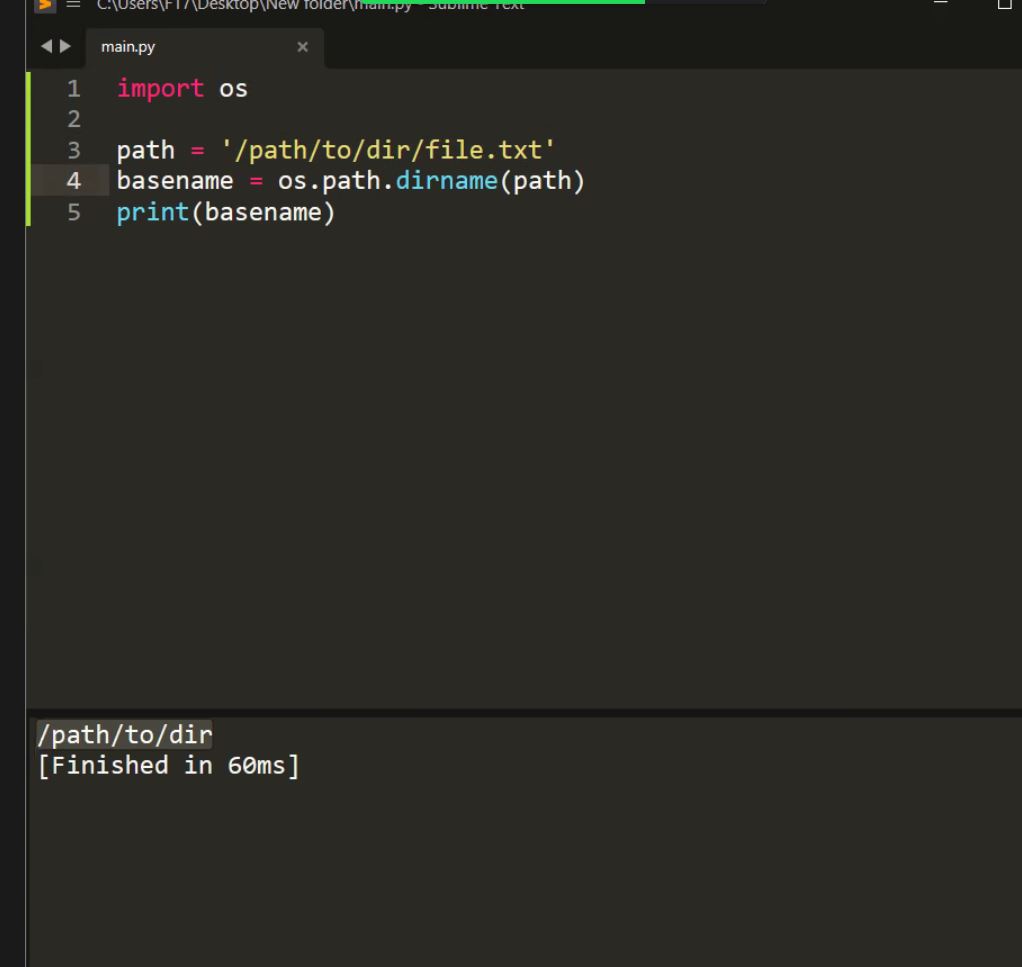 C:\Users\FT7\Desktop\New folder\main.py - Sublime Text
main.py
1 import os
2
3 path = '/path/to/dir/file.txt'
4 basename = os.path.dirname(path)
5 print(basename)
/path/to/dir
[Finished in 60ms]